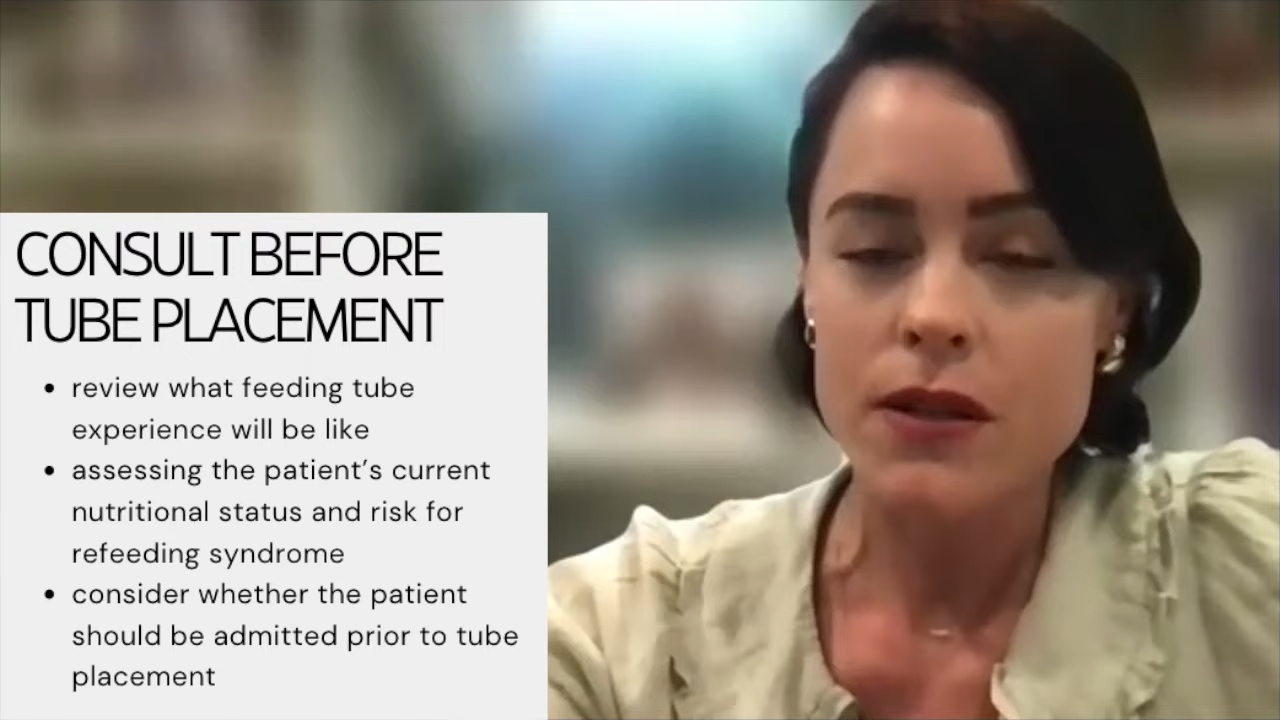 CONSULT BEFORE
TUBE PLACEMENT
• review what feeding tube
experience will be like
• assessing the patient's current
nutritional status and risk for
refeeding syndrome
• consider whether the patient
should be admitted prior to tube
placement